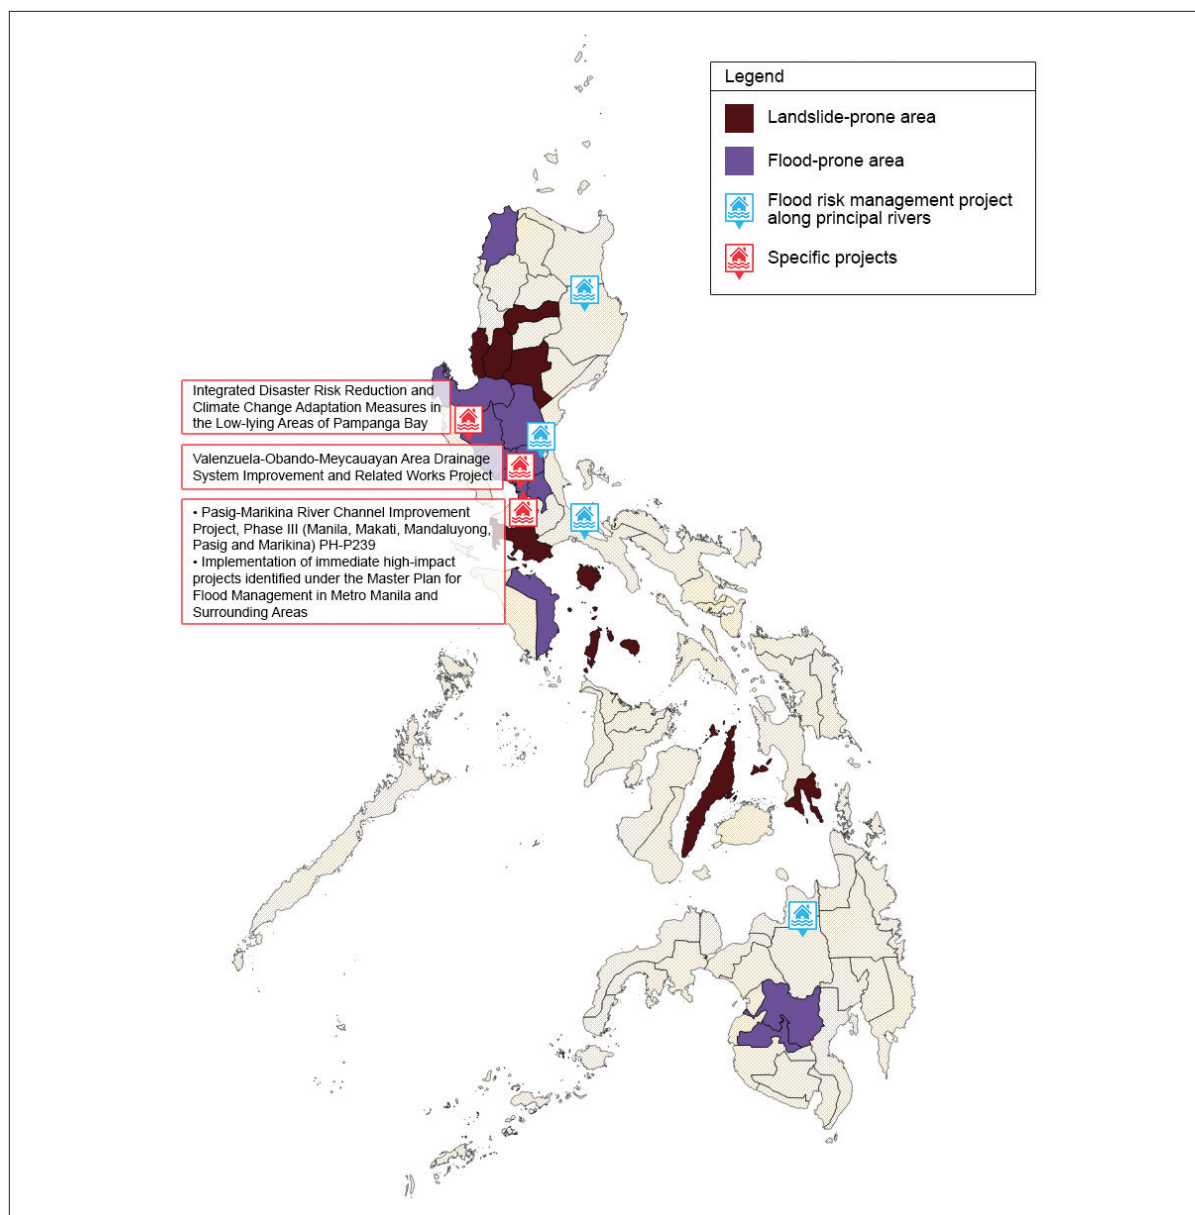 Legend
Landslide-prone area
Flood-prone area
Flood risk management project
along principal rivers
Specific projects
Integrated Disaster Risk Reduction and
Climate Change Adaptation Measures in
the Low-lying Areas of Pampanga Bay
Valenzuela-Obando-Meycauayan Area Drainage
System Improvement and Related Works Project
• Pasig-Marikina River Channel Improvement
Project, Phase III (Manila, Makati, Mandaluyong,
Pasig and Marikina) PH-P239
• Implementation of immediate high-impact
projects identified under the Master Plan for
Flood Management in Metro Manila and
Surrounding Areas